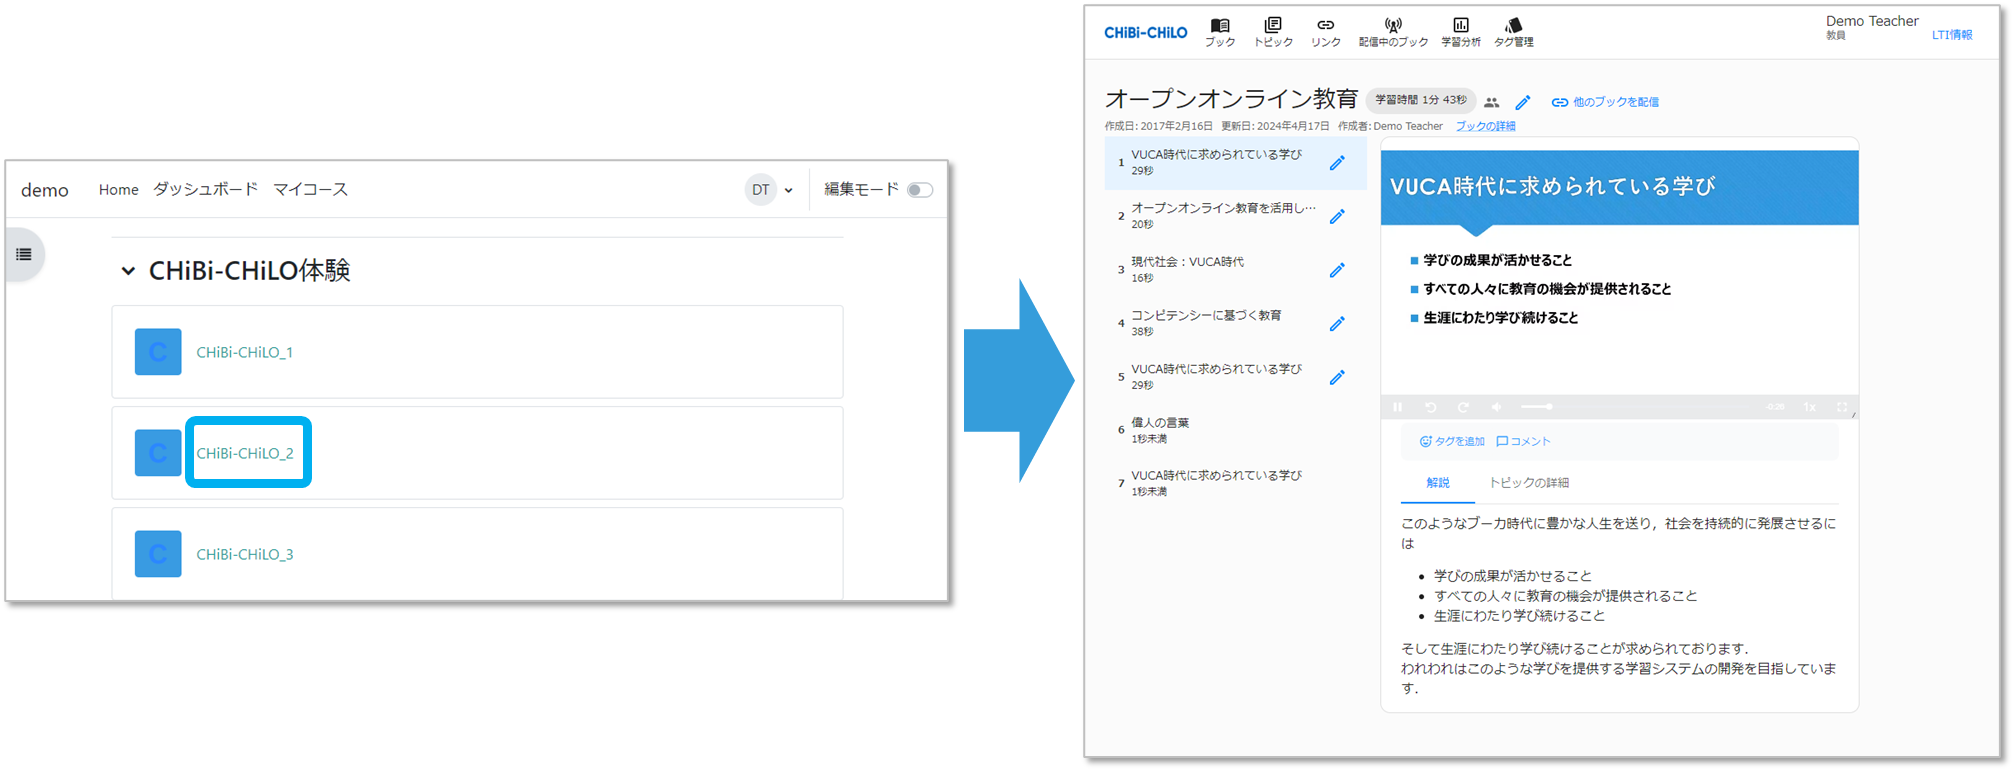 demo
Home ダッシュボード マイコース
DT
編集モード
CHiBi-CHiLO体験
C
CHiBi-CHiLO_1
C
CHiBi-CHiLO_2
C
CHiBi-CHiLO_3
CHiBi-CHiLO
ブック トピック リンク 配信中のブック 学習分析 タグ管理
Demo Teacher
教員
LTI情報
オープンオンライン教育 学習時間 1分 43秒 他のブックを配信
作成日: 2017年2月16日 更新日: 2024年4月17日 作成者: Demo Teacher ブックの詳細
1 VUCA時代に求められている学び
29秒
2 オープンオンライン教育を活用し…
20秒
3 現代社会：VUCA時代
16秒
4 コンピテンシーに基づく教育
38秒
5 VUCA時代に求められている学び
29秒
6 偉人の言葉
1秒未満
7 VUCA時代に求められている学び
1秒未満
VUCA時代に求められている学び
学びの成果が活かせること
すべての人々に教育の機会が提供されること
生涯にわたり学び続けること
-0:26 1x
タグを追加 コメント
解説 トピックの詳細
このようなブーカ時代に豊かな人生を送り，社会を持続的に発展させるに
は
• 学びの成果が活かせること
• すべての人々に教育の機会が提供されること
• 生涯にわたり学び続けること
そして生涯にわたり学び続けることが求められております．
われわれはこのような学びを提供する学習システムの開発を目指していま
す．